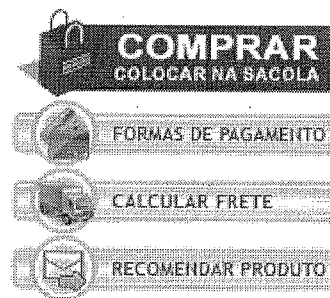 COMPRAR
COLOCAR NA SACOLA
FORMAS DE PAGAMENTO
CALCULAR FRETE
RECOMENDAR PRODUTO